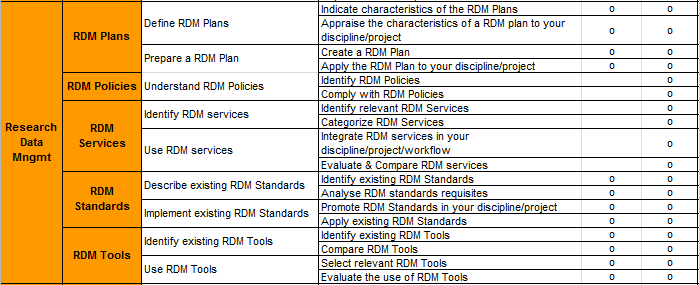 Research
Data
Mngmt
RDM Plans
Define RDM Plans
Indicate characteristics of the RDM Plans o o
Appraise the characteristics of a RDM plan to your
discipline/project o o
Prepare a RDM Plan
Create a RDM Plan o o
Apply the RDM Plan to your discipline/project o o
RDM Policies
Understand RDM Policies
Identify RDM Policies o
Comply with RDM Policies o
RDM
Services
Identify RDM services
Identify relevant RDM Services o
Categorize RDM Services o
Use RDM services
Integrate RDM services in your
discipline/project/workflow o
Evaluate & Compare RDM services o
RDM
Standards
Describe existing RDM Standards
Identify existing RDM Standards o o
Analyse RDM standards requisites o o
Implement existing RDM Standards
Promote RDM Standards in your discipline/project o o
Apply existing RDM Standards o o
RDM Tools
Identify existing RDM Tools
Identify existing RDM Tools o o
Compare RDM Tools o o
Use RDM Tools
Select relevant RDM Tools o o
Evaluate the use of RDM Tools o o